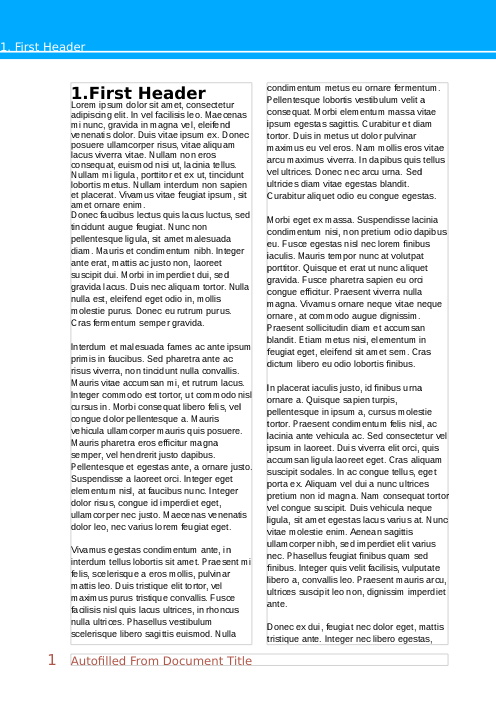 1. First Header
1.First Header
Lorem ipsum dolor sit amet, consectetur
adipiscing elit. In vel facilisis leo. Maecenas
mi nunc, gravida in magna vel, eleifend
venenatis dolor. Duis vitae ipsum ex. Donec
posuere ullamcorper risus, vitae aliquam
lacus viverra vitae. Nullam non eros
consequat, euismod nisi ut, lacinia tellus.
Nullam mi ligula, porttitor et ex ut, tincidunt
lobortis metus. Nullam interdum non sapien
et placerat. Vivamus vitae feugiat ipsum, sit
amet ornare enim.
Donec faucibus lectus quis lacus luctus, sed
tincidunt augue feugiat. Nunc non
pellentesque ligula, sit amet malesuada
diam. Mauris et condimentum nibh. Integer
ante erat, mattis ac justo non, laoreet
suscipit dui. Morbi in imperdiet dui, sed
gravida lacus. Duis nec aliquam tortor. Nulla
nulla est, eleifend eget odio in, mollis
molestie purus. Donec eu rutrum purus.
Cras fermentum semper gravida.
Interdum et malesuada fames ac ante ipsum
primis in faucibus. Sed pharetra ante ac
risus viverra, non tincidunt nulla convallis.
Mauris vitae accumsan mi, et rutrum lacus.
Integer commodo est tortor, ut commodo nisl
cursus in. Morbi consequat libero felis, vel
congue dolor pellentesque a. Mauris
vehicula ullamcorper mauris quis posuere.
Mauris pharetra eros efficitur magna
semper, vel hendrerit justo dapibus.
Pellentesque et egestas ante, a ornare justo.
Suspendisse a laoreet orci. Integer eget
elementum nisl, at faucibus nunc. Integer
dolor risus, congue id imperdiet eget,
ullamcorper nec justo. Maecenas venenatis
dolor leo, nec varius lorem feugiat eget.
Vivamus egestas condimentum ante, in
interdum tellus lobortis sit amet. Praesent mi
felis, scelerisque a eros mollis, pulvinar
mattis leo. Duis tristique elit tortor, vel
maximus purus tristique convallis. Fusce
facilisis nisl quis lacus ultrices, in rhoncus
nulla ultrices. Phasellus vestibulum
scelerisque libero sagittis euismod. Nulla
condimentum metus eu ornare fermentum.
Pellentesque lobortis vestibulum velit a
consequat. Morbi elementum massa vitae
ipsum egestas sagittis. Curabitur et diam
tortor. Duis in metus ut dolor pulvinar
maximus eu vel eros. Nam mollis eros vitae
arcu maximus viverra. In dapibus quis tellus
vel ultrices. Donec nec arcu urna. Sed
ultricies diam vitae egestas blandit.
Curabitur aliquet odio eu congue egestas.
Morbi eget ex massa. Suspendisse lacinia
condimentum nisi, non pretium odio dapibus
eu. Fusce egestas nisl nec lorem finibus
iaculis. Mauris tempor nunc at volutpat
porttitor. Quisque et erat ut nunc aliquet
gravida. Fusce pharetra sapien eu orci
congue efficitur. Praesent viverra nulla
magna. Vivamus ornare neque vitae neque
ornare, at commodo augue dignissim.
Praesent sollicitudin diam et accumsan
blandit. Etiam metus nisi, elementum in
feugiat eget, eleifend sit amet sem. Cras
dictum libero eu odio lobortis finibus.
In placerat iaculis justo, id finibus urna
ornare a. Quisque sapien turpis,
pellentesque in ipsum a, cursus molestie
tortor. Praesent condimentum felis nisl, ac
lacinia ante vehicula ac. Sed consectetur vel
ipsum in laoreet. Duis viverra elit orci, quis
accumsan ligula laoreet eget. Cras aliquam
suscipit sodales. In ac congue tellus, eget
porta ex. Aliquam vel dui a nunc ultrices
pretium non id magna. Nam consequat tortor
vel congue suscipit. Duis vehicula neque
ligula, sit amet egestas lacus varius at. Nunc
vitae molestie enim. Aenean sagittis
ullamcorper nibh, sed imperdiet elit varius
nec. Phasellus feugiat finibus quam sed
finibus. Integer quis velit facilisis, vulputate
libero a, convallis leo. Praesent mauris arcu,
ultrices suscipit leo non, dignissim imperdiet
ante.
Donec ex dui, feugiat nec dolor eget, mattis
tristique ante. Integer nec libero egestas,
1 Autofilled From Document Title